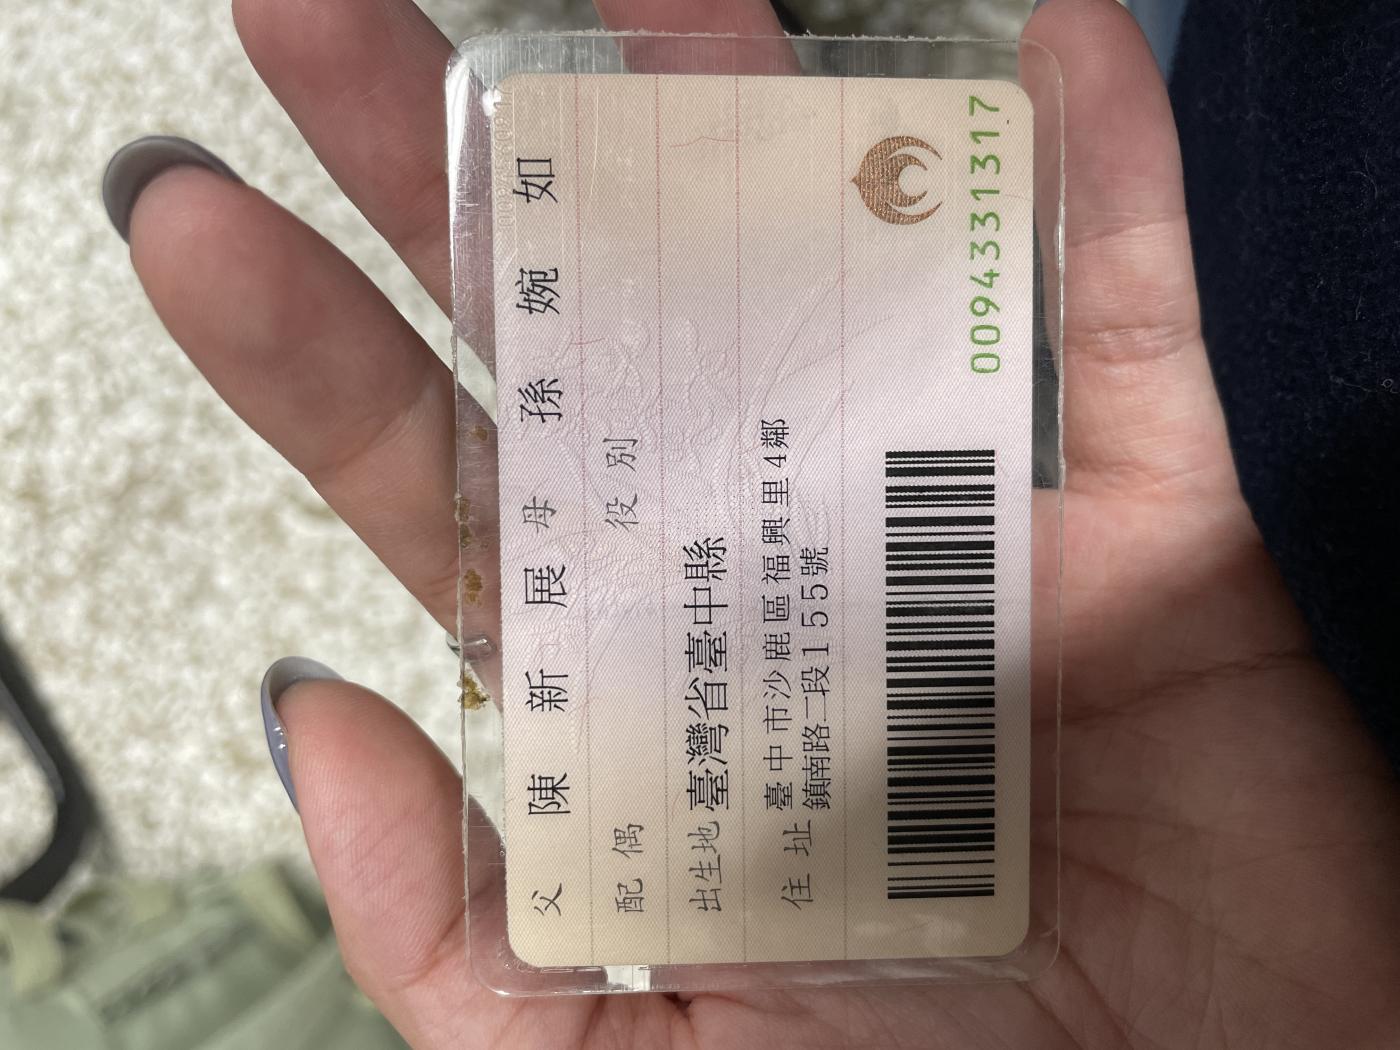 父 陳新展 母 孫婉如
配偶 役別
出生地 臺灣省臺中縣
住址 臺中市沙鹿區福興里4鄰
鎮南路二段155號
0094331317